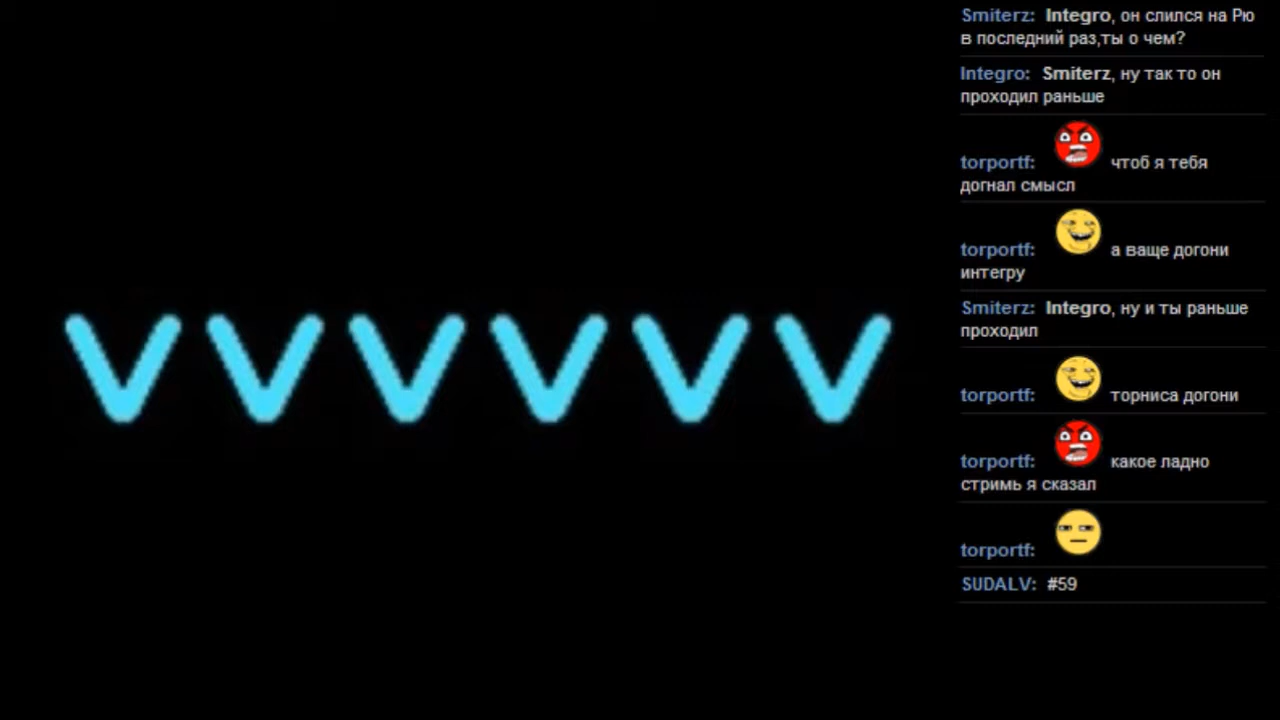 VVVVVV
Smiterz: Integro, он слился на Рю
в последний раз,ты о чем?
Integro: Smiterz, ну так то он
проходил раньше
torportf: чтоб я тебя
догнал смысл
torportf: а ваще догони
интегру
Smiterz: Integro, ну и ты раньше
проходил
torportf: торниса догони
torportf: какое ладно
стримь я сказал
torportf:
SUDALV: #59